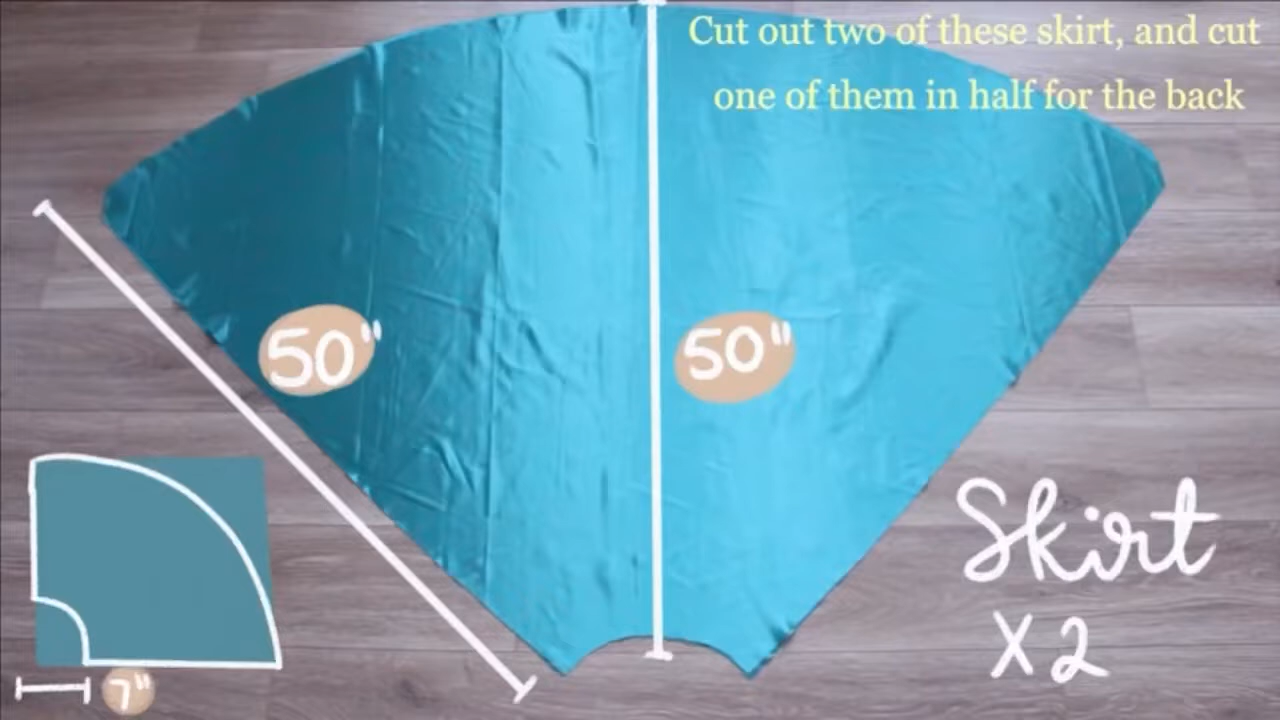 Cut out two of these skirt, and cut
one of them in half for the back
50"
50"
Skirt
X2
7"